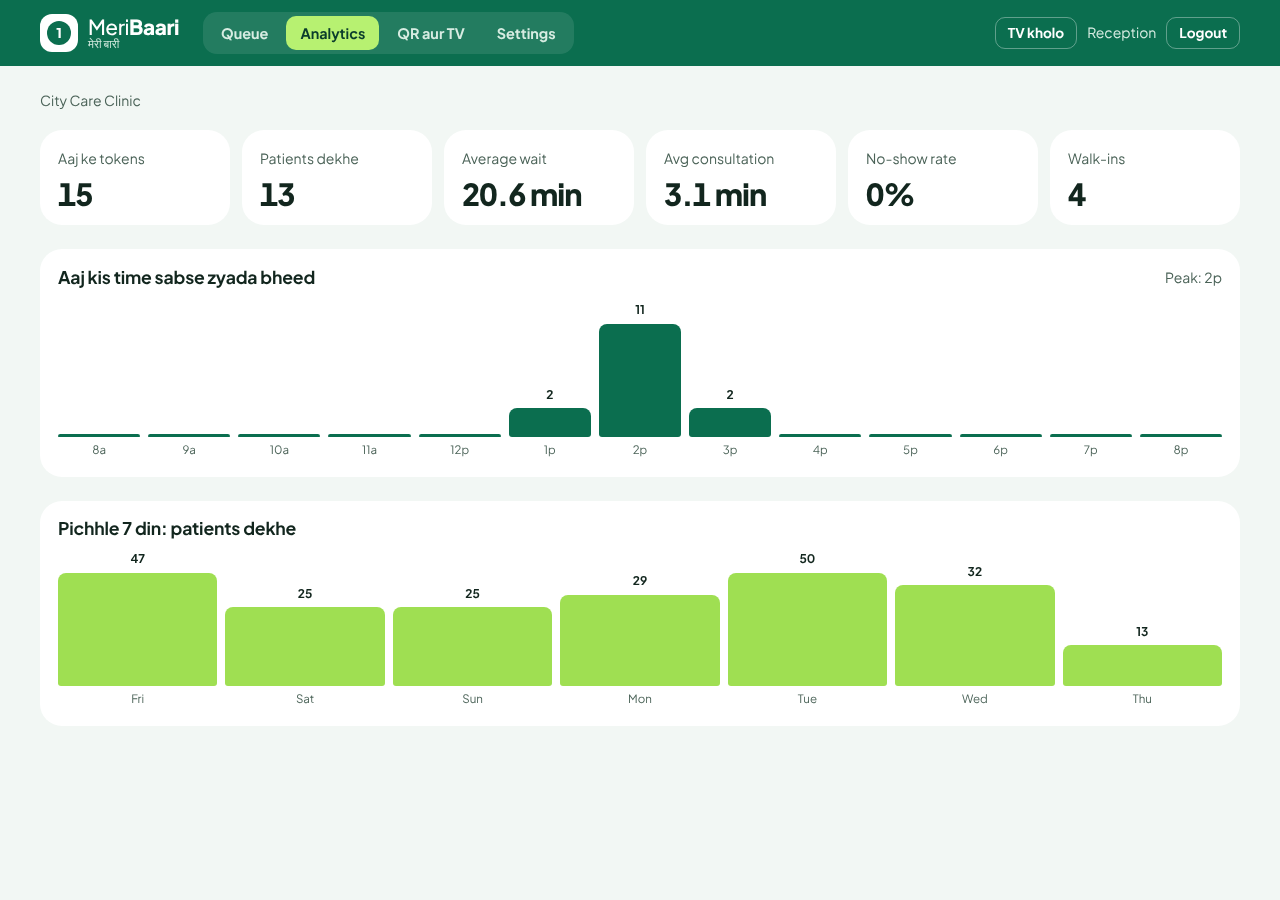 1
MeriBaari
मेरी बारी
Queue
Analytics
QR aur TV
Settings
TV kholo
Reception
Logout
City Care Clinic
Aaj ke tokens
15
Patients dekhe
13
Average wait
20.6 min
Avg consultation
3.1 min
No-show rate
0%
Walk-ins
4
Aaj kis time sabse zyada bheed
Peak: 2p
11
2
2
8a 9a 10a 11a 12p 1p 2p 3p 4p 5p 6p 7p 8p
Pichhle 7 din: patients dekhe
47 25 25 29 50 32 13
Fri Sat Sun Mon Tue Wed Thu